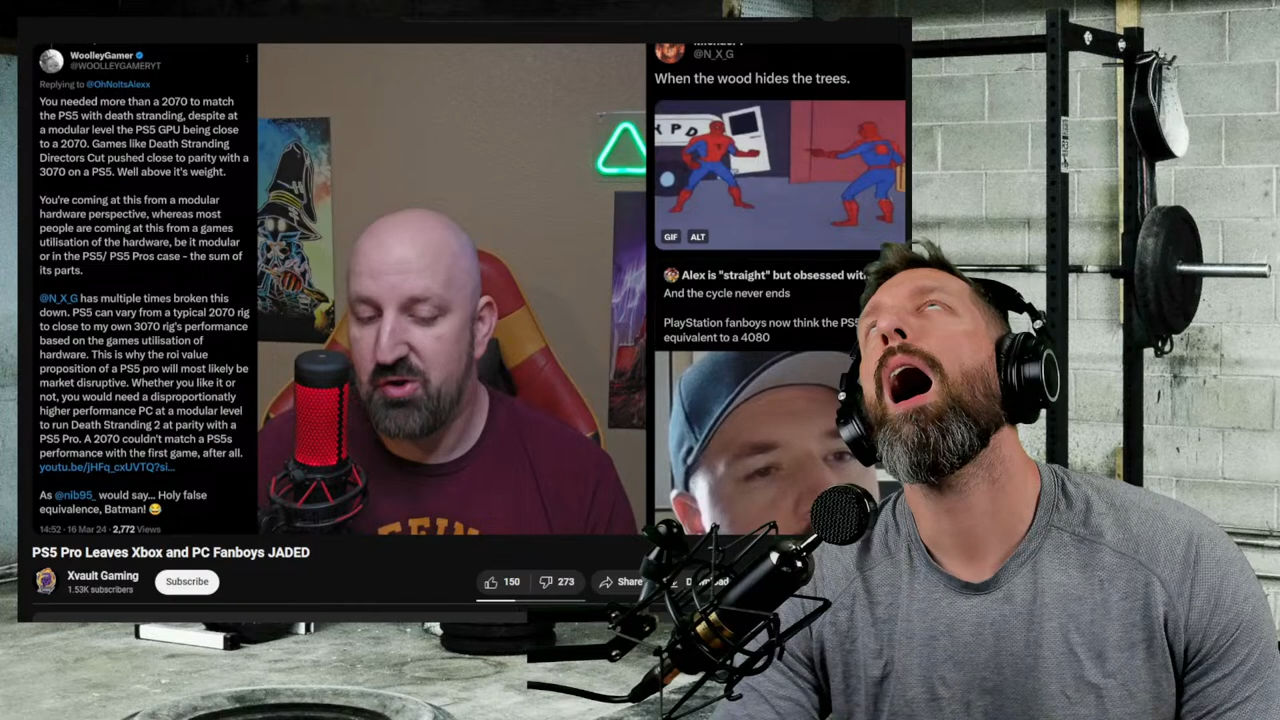 WoolleyGamer
@WOOLLEYGAMERYT
Replying to @OhNoItsAlexx
You needed more than a 2070 to match
the PS5 with death stranding, despite at
a modular level the PS5 GPU being close
to a 2070. Games like Death Stranding
Directors Cut pushed close to parity with a
3070 on a PS5. Well above it's weight.
You're coming at this from a modular
hardware perspective, whereas most
people are coming at this from a games
utilisation of the hardware, be it modular
or in the PS5/ PS5 Pros case - the sum of
its parts.
@N_X_G has multiple times broken this
down. PS5 can vary from a typical 2070 rig
to close to my own 3070 rig's performance
based on the games utilisation of
hardware. This is why the roi value
proposition of a PS5 pro will most likely be
market disruptive. Whether you like it or
not, you would need a disproportionatly
higher performance PC at a modular level
to run Death Stranding 2 at parity with a
PS5 Pro. A 2070 couldn't match a PS5s
performance with the first game, after all.
youtu.be/jHFq_cxUVTQ?si...
As @nib95_ would say... Holy false
equivalence, Batman! 😂
14:52 · 16 Mar 24 · 2,772 Views
@N_X_G
When the wood hides the trees.
GIF
ALT
Alex is "straight" but obsessed wit
And the cycle never ends
PlayStation fanboys now think the PS5
equivalent to a 4080
PS5 Pro Leaves Xbox and PC Fanboys JADED
Xvault Gaming
1.53K subscribers
Subscribe
150
273
Share